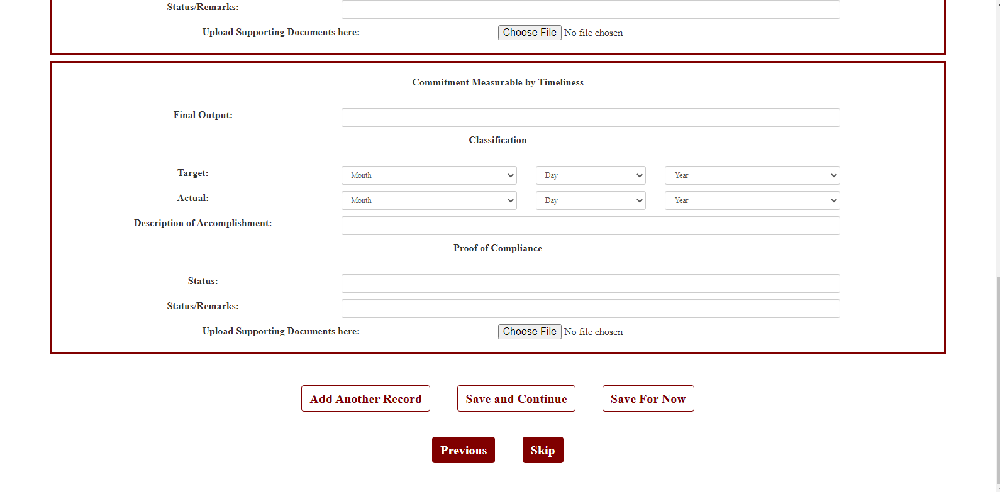 Status/Remarks:
Upload Supporting Documents here: Choose File No file chosen
Commitment Measurable by Timeliness
Final Output:
Classification
Target: Month Day Year
Actual: Month Day Year
Description of Accomplishment:
Proof of Compliance
Status:
Status/Remarks:
Upload Supporting Documents here: Choose File No file chosen
Add Another Record Save and Continue Save For Now
Previous Skip